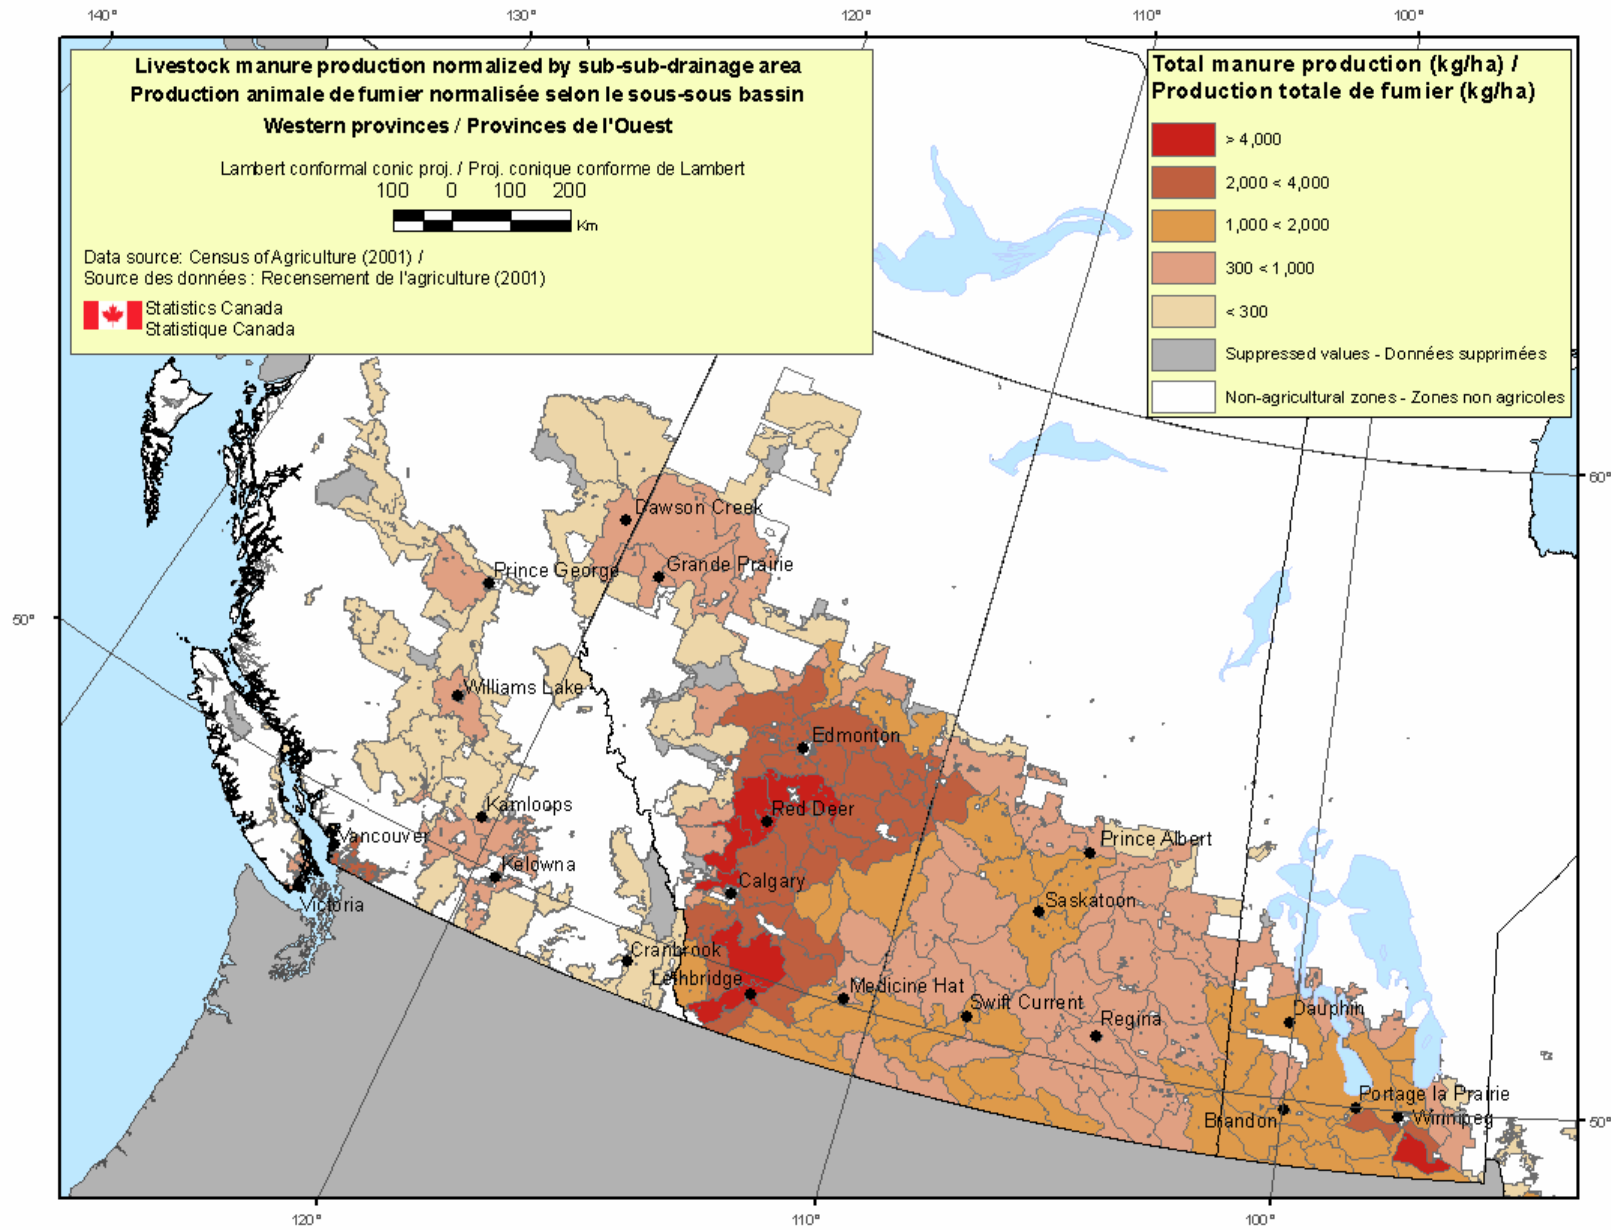 140°
130°
120°
110°
100°
Livestock manure production normalized by sub-sub-drainage area
Production animale de fumier normalisée selon le sous-sous bassin
Western provinces / Provinces de l'Ouest
Lambert conformal conic proj. / Proj. conique conforme de Lambert
100 0 100 200
Km
Data source: Census of Agriculture (2001) /
Source des données : Recensement de l'agriculture (2001)
Statistics Canada
Statistique Canada
Total manure production (kg/ha) /
Production totale de fumier (kg/ha)
> 4,000
2,000 < 4,000
1,000 < 2,000
300 < 1,000
< 300
Suppressed values - Données supprimées
Non-agricultural zones - Zones non agricoles
60°
Dawson Creek
Grande Prairie
Prince George
50°
Williams Lake
Edmonton
Kamloops
Red Deer
Vancouver
Prince Albert
Kelowna
Calgary
Saskatoon
Victoria
Cranbrook
Lethbridge
Medicine Hat
Swift Current
Dauphin
Regina
Portage la Prairie
Brandon
Winnipeg
50°
120°
110°
100°